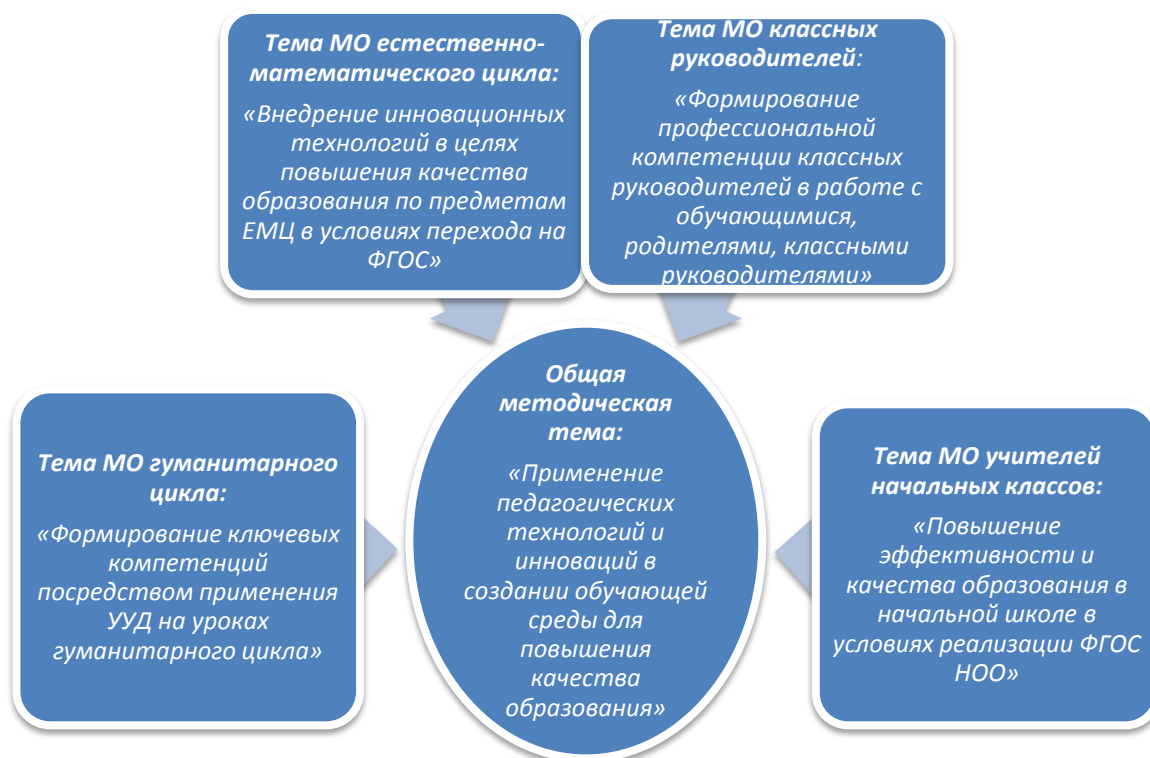 Тема МО естественно-
математического цикла:
«Внедрение инновационных
технологий в целях
повышения качества
образования по предметам
ЕМЦ в условиях перехода на
ФГОС»
Тема МО классных
руководителей:
«Формирование
профессиональной
компетенции классных
руководителей в работе с
обучающимися,
родителями, классными
руководителями»
Тема МО гуманитарного
цикла:
«Формирование ключевых
компетенций
посредством применения
УУД на уроках
гуманитарного цикла»
Общая
методическая
тема:
«Применение
педагогических
технологий и
инноваций в
создании обучающей
среды для
повышения
качества
образования»
Тема МО учителей
начальных классов:
«Повышение
эффективности и
качества образования в
начальной школе в
условиях реализации ФГОС
НОО»